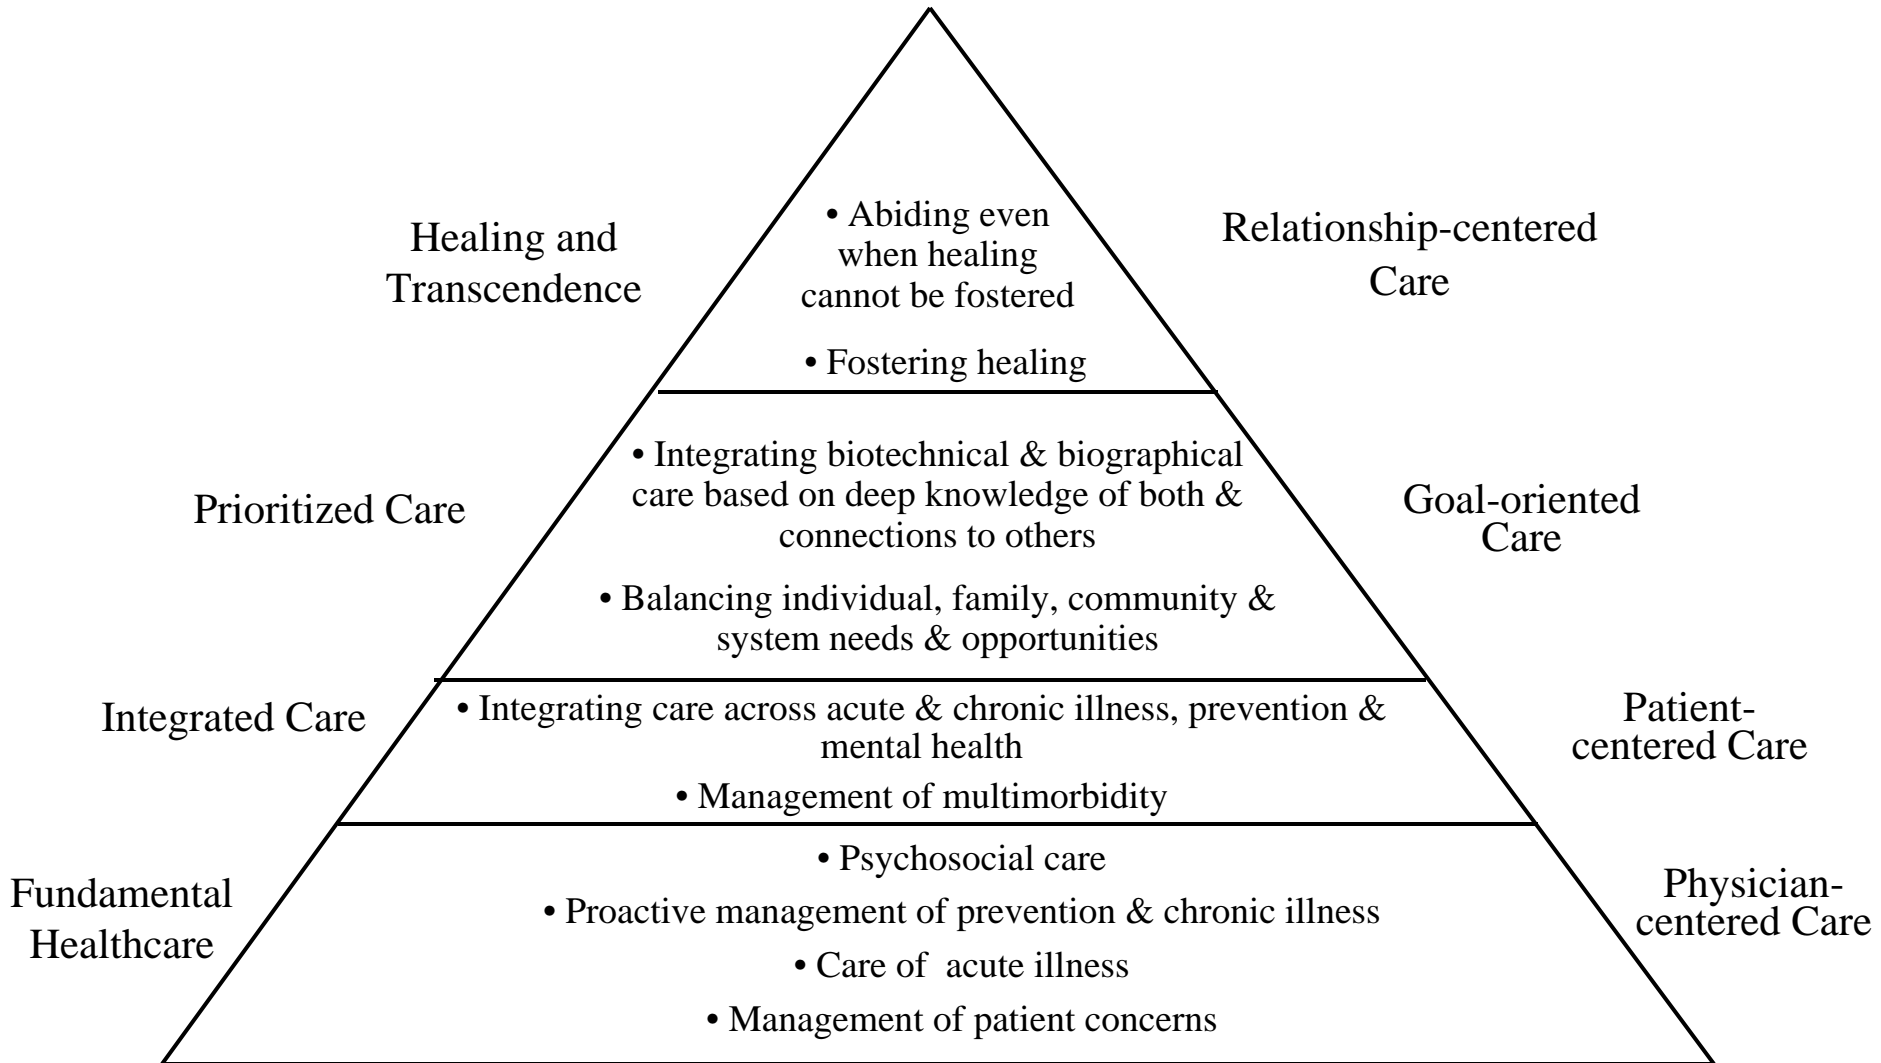 Healing and
Transcendence
• Abiding even
when healing
cannot be fostered
• Fostering healing
Relationship-centered
Care
Prioritized Care
• Integrating biotechnical & biographical
care based on deep knowledge of both &
connections to others
• Balancing individual, family, community &
system needs & opportunities
Goal-oriented
Care
Integrated Care
• Integrating care across acute & chronic illness, prevention &
mental health
• Management of multimorbidity
Patient-
centered Care
Fundamental
Healthcare
• Psychosocial care
• Proactive management of prevention & chronic illness
• Care of  acute illness
• Management of patient concerns
Physician-
centered Care